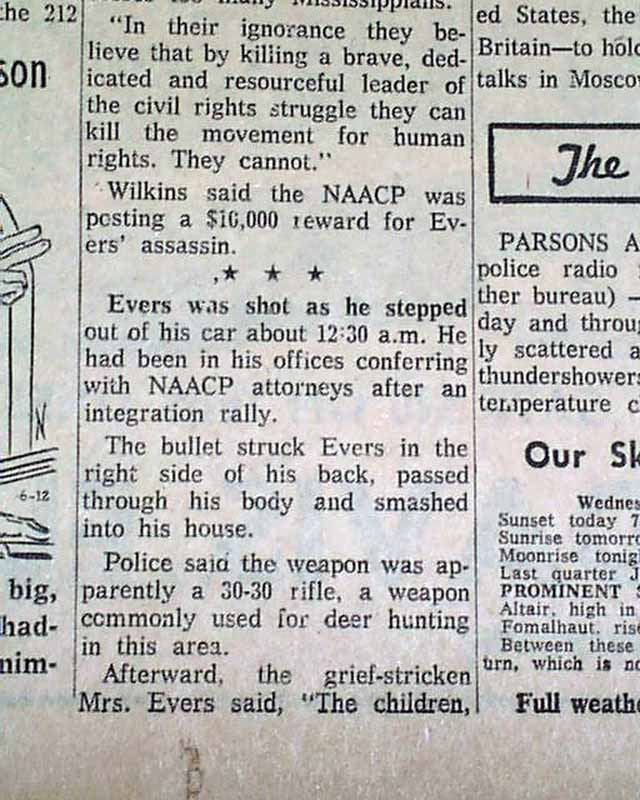 the 212
son
6-12
big,
had-
nim-
Mississippians.
"In their ignorance they be-
lieve that by killing a brave, ded-
icated and resourceful leader of
the civil rights struggle they can
kill the movement for human
rights. They cannot."
Wilkins said the NAACP was
posting a $10,000 reward for Ev-
ers' assassin.
★ ★ ★
Evers was shot as he stepped
out of his car about 12:30 a.m. He
had been in his offices conferring
with NAACP attorneys after an
integration rally.
The bullet struck Evers in the
right side of his back, passed
through his body and smashed
into his house.
Police said the weapon was ap-
parently a 30-30 rifle, a weapon
commonly used for deer hunting
in this area.
Afterward, the grief-stricken
Mrs. Evers said, "The children,
ed States, the
Britain—to hold
talks in Moscow
The
PARSONS A
police radio
ther bureau) —
day and throu
ly scattered a
thundershowers
temperature c
Our Sk
Wednes
Sunset today 7
Sunrise tomorro
Moonrise tonig
Last quarter J
PROMINENT S
Altair, high in
Fomalhaut, rise
Between these
urn, which is no
Full weathe